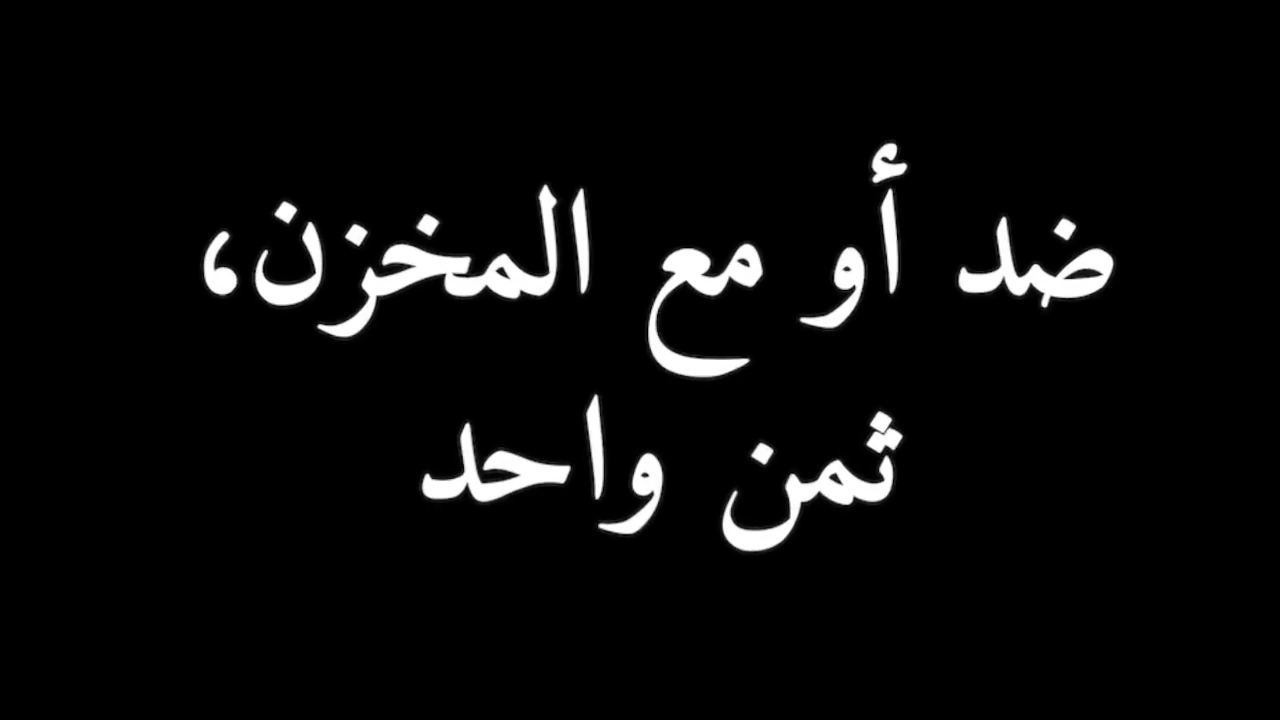 ضد أو مع المخزن،
ثمن واحد